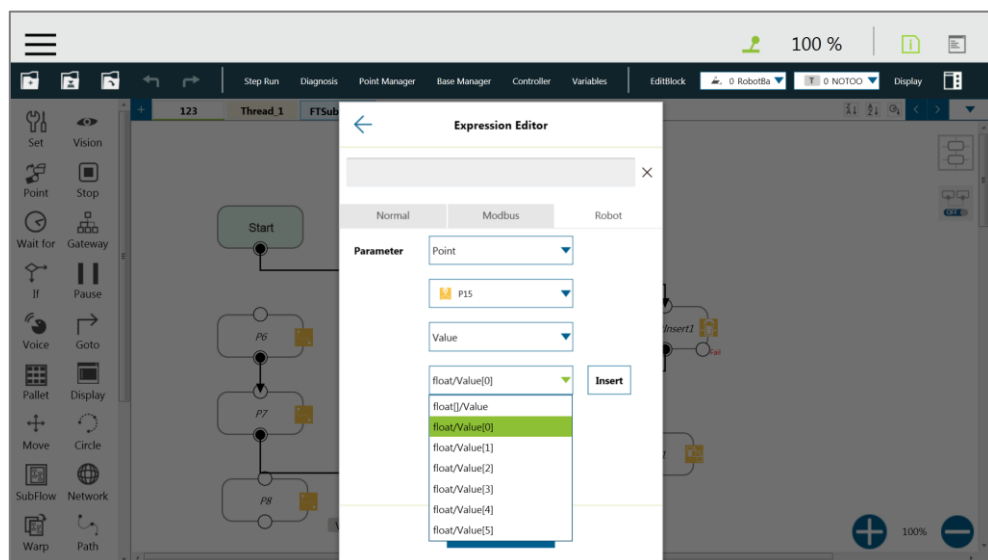 100 %
Step Run Diagnosis Point Manager Base Manager Controller Variables EditBlock 0 RobotBa T 0 NOTOO Display
+ 123 Thread_1 FTSub
Set Vision
Point Stop
Wait for Gateway
If Pause
Voice Goto
Pallet Display
Move Circle
SubFlow Network
Warp Path
Start
P6
P7
P8
Expression Editor
Normal Modbus Robot
Parameter Point
P15
Value
float/Value[0] Insert
float[]/Value
float/Value[0]
float/Value[1]
float/Value[2]
float/Value[3]
float/Value[4]
float/Value[5]
Insert1
Fail
OFF
100%